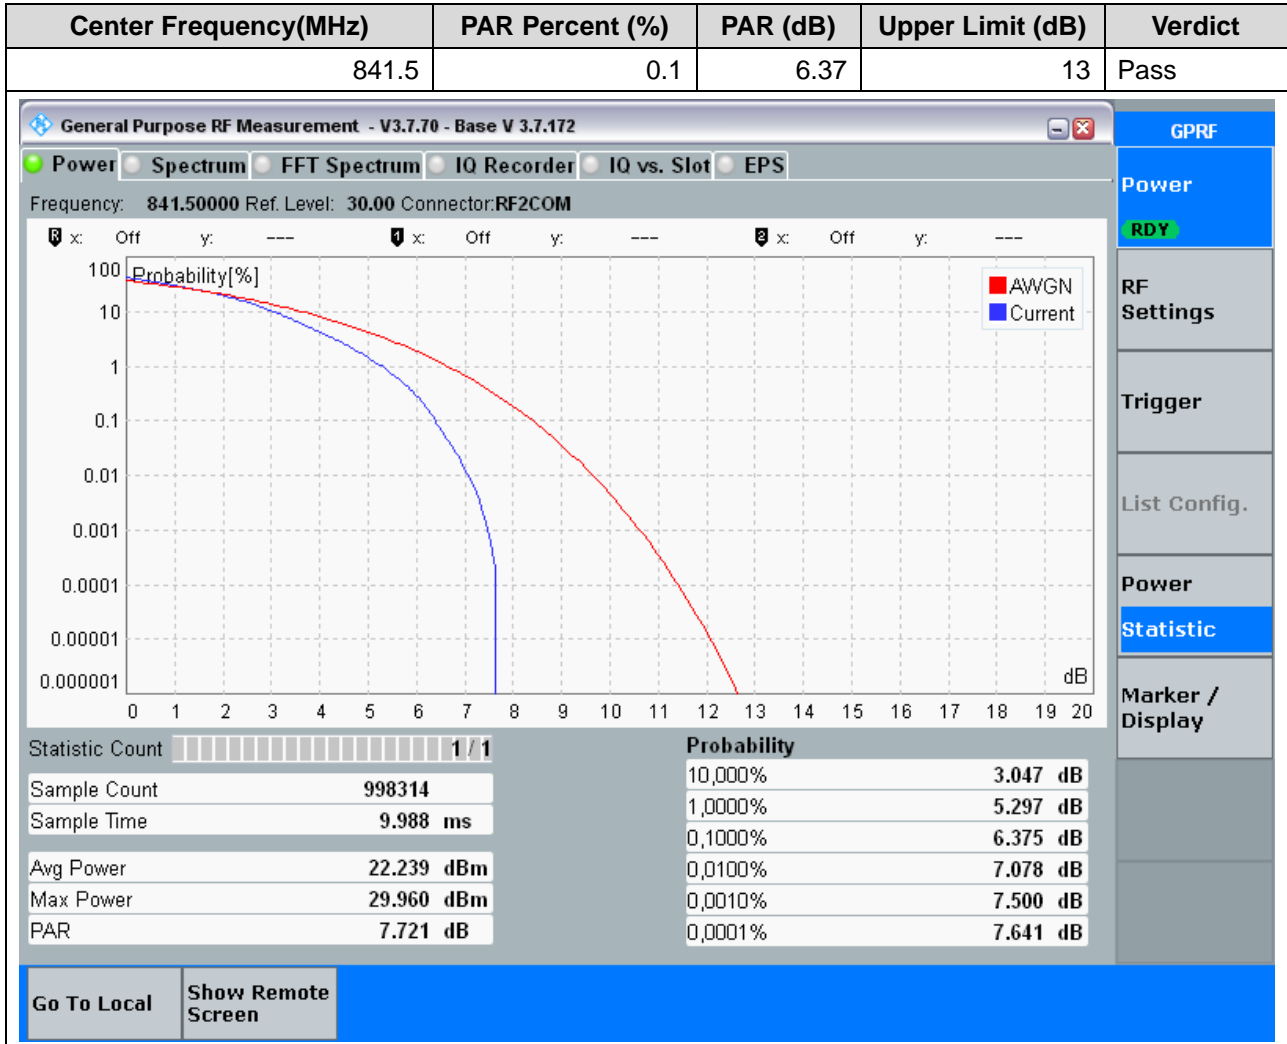 Center Frequency(MHz) PAR Percent (%) PAR (dB) Upper Limit (dB) Verdict
841.5 0.1 6.37 13 Pass
General Purpose RF Measurement - V3.7.70 - Base V 3.7.172
GPRF
Power Spectrum FFT Spectrum IQ Recorder IQ vs. Slot EPS
Frequency: 841.50000 Ref. Level: 30.00 Connector:RF2COM
R x: Off y: --- 1 x: Off y: --- 2 x: Off y: ---
Probability[%]
AWGN
Current
100
10
1
0.1
0.01
0.001
0.0001
0.00001
0.000001
dB
0 1 2 3 4 5 6 7 8 9 10 11 12 13 14 15 16 17 18 19 20
Statistic Count 1 / 1
Sample Count 998314
Sample Time 9.988 ms
Avg Power 22.239 dBm
Max Power 29.960 dBm
PAR 7.721 dB
Probability
10,000% 3.047 dB
1,0000% 5.297 dB
0,1000% 6.375 dB
0,0100% 7.078 dB
0,0010% 7.500 dB
0,0001% 7.641 dB
Power
RDY
RF
Settings
Trigger
List Config.
Power
Statistic
Marker /
Display
Go To Local
Show Remote
Screen